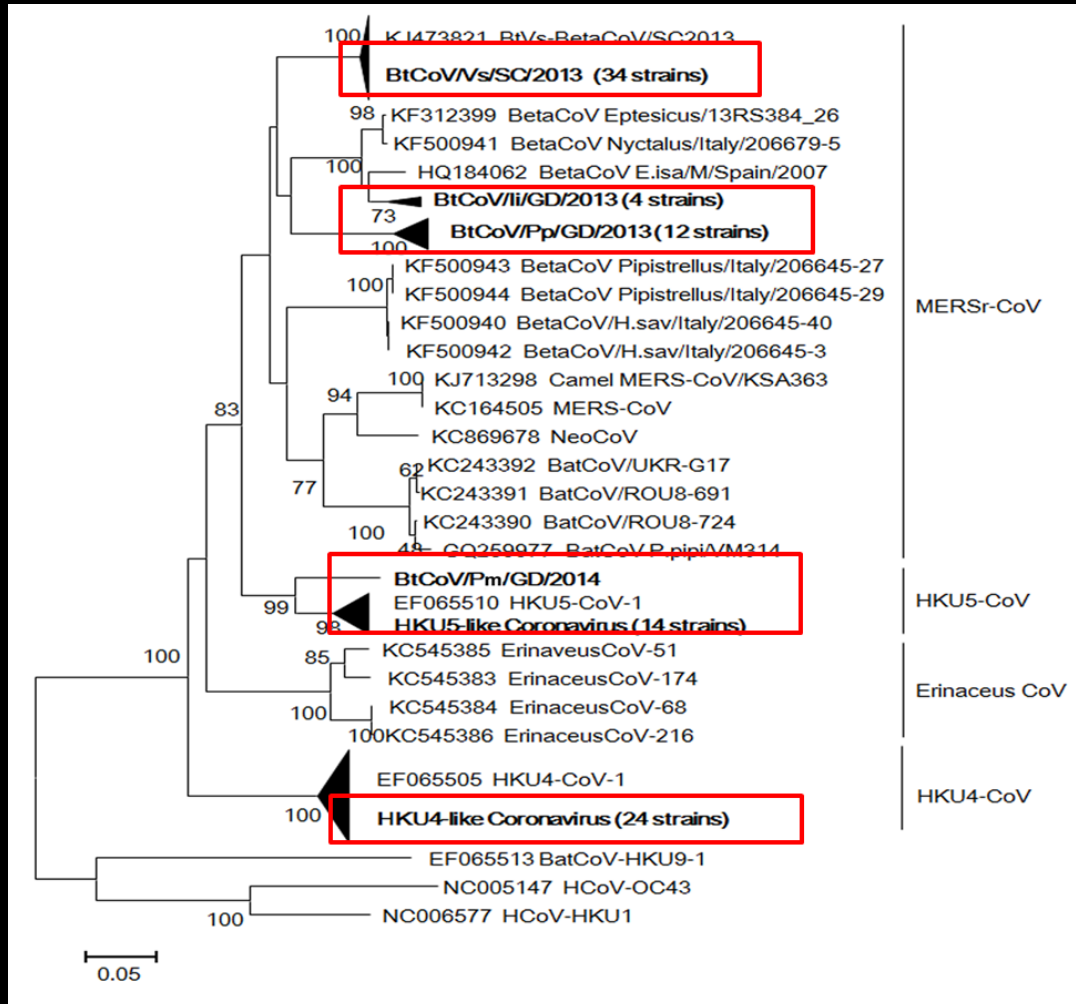 100 KJ473821 BtVs-BetaCoV/SC2013
BtCoV/Vs/SC/2013 (34 strains)
98 KF312399 BetaCoV Eptesicus/13RS384_26
KF500941 BetaCoV Nyctalus/Italy/206679-5
100
HQ184062 BetaCoV E.isa/M/Spain/2007
BtCoV/Ii/GD/2013 (4 strains)
73
BtCoV/Pp/GD/2013 (12 strains)
100
KF500943 BetaCoV Pipistrellus/Italy/206645-27
100
KF500944 BetaCoV Pipistrellus/Italy/206645-29
MERSr-CoV
KF500940 BetaCoV/H.sav/Italy/206645-40
KF500942 BetaCoV/H.sav/Italy/206645-3
100 KJ713298 Camel MERS-CoV/KSA363
94
KC164505 MERS-CoV
83
KC869678 NeoCoV
62 KC243392 BatCoV/UKR-G17
77
KC243391 BatCoV/ROU8-691
KC243390 BatCoV/ROU8-724
100
48 GQ259977 BatCoV P.pipi/VM314
BtCoV/Pm/GD/2014
99
EF065510 HKU5-CoV-1
HKU5-CoV
98 HKU5-like Coronavirus (14 strains)
100
85 KC545385 ErinaveusCoV-51
KC545383 ErinaceusCoV-174
Erinaceus CoV
100
KC545384 ErinaceusCoV-68
100 KC545386 ErinaceusCoV-216
EF065505 HKU4-CoV-1
HKU4-CoV
100
HKU4-like Coronavirus (24 strains)
EF065513 BatCoV-HKU9-1
NC005147 HCoV-OC43
100
NC006577 HCoV-HKU1
0.05